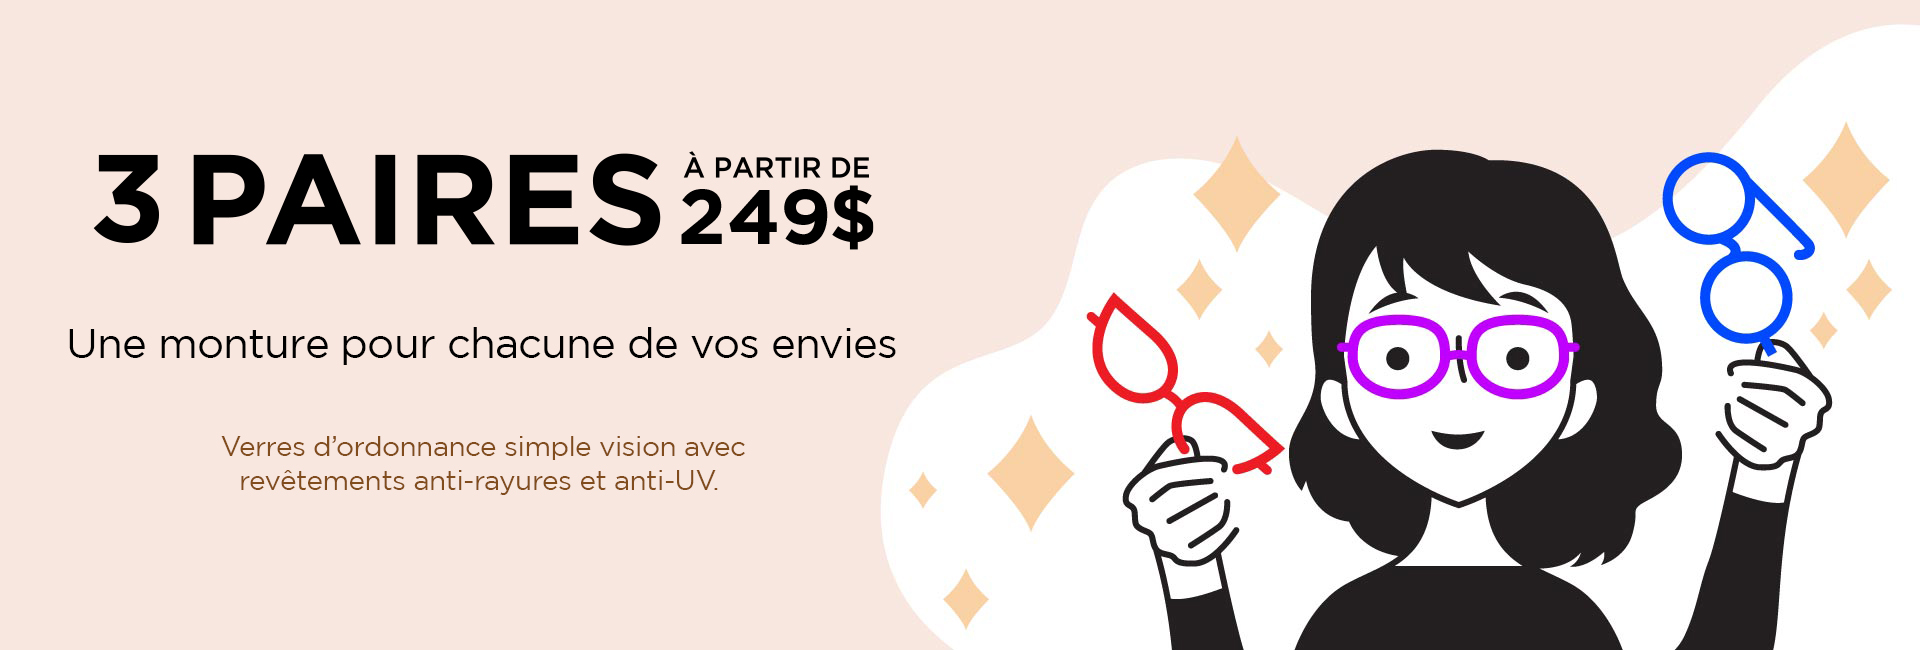 3 PAIRES À PARTIR DE
249$
Une monture pour chacune de vos envies
Verres d’ordonnance simple vision avec
revêtements anti-rayures et anti-UV.